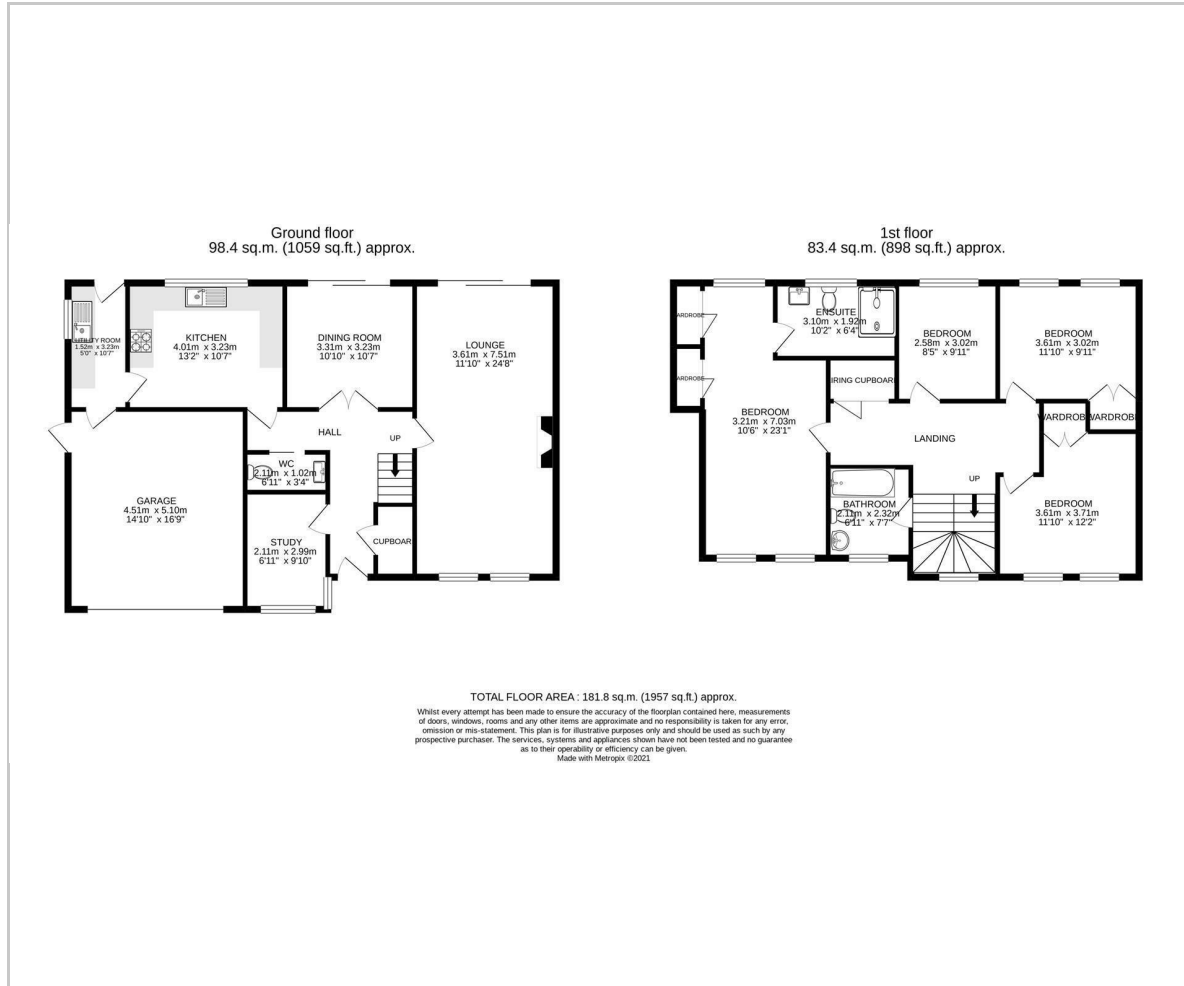 Ground floor
98.4 sq.m. (1059 sq.ft.) approx.
UTILITY ROOM
1.52m x 3.23m
5'0" x 10'7"
KITCHEN
4.01m x 3.23m
13'2" x 10'7"
DINING ROOM
3.31m x 3.23m
10'10" x 10'7"
LOUNGE
3.61m x 7.51m
11'10" x 24'8"
HALL
UP
WC
2.11m x 1.02m
6'11" x 3'4"
GARAGE
4.51m x 5.10m
14'10" x 16'9"
STUDY
2.11m x 2.99m
6'11" x 9'10"
CUPBOAR
1st floor
83.4 sq.m. (898 sq.ft.) approx.
ARDROBE
ARDROBE
ENSUITE
3.10m x 1.92m
10'2" x 6'4"
BEDROOM
2.58m x 3.02m
8'5" x 9'11"
BEDROOM
3.61m x 3.02m
11'10" x 9'11"
IRING CUPBOARD
BEDROOM
3.21m x 7.03m
10'6" x 23'1"
WARDROBE
WARDROBE
LANDING
UP
BATHROOM
2.11m x 2.32m
6'11" x 7'7"
BEDROOM
3.61m x 3.71m
11'10" x 12'2"
TOTAL FLOOR AREA : 181.8 sq.m. (1957 sq.ft.) approx.
Whilst every attempt has been made to ensure the accuracy of the floorplan contained here, measurements
of doors, windows, rooms and any other items are approximate and no responsibility is taken for any error,
omission or mis-statement. This plan is for illustrative purposes only and should be used as such by any
prospective purchaser. The services, systems and appliances shown have not been tested and no guarantee
as to their operability or efficiency can be given.
Made with Metropix ©2021